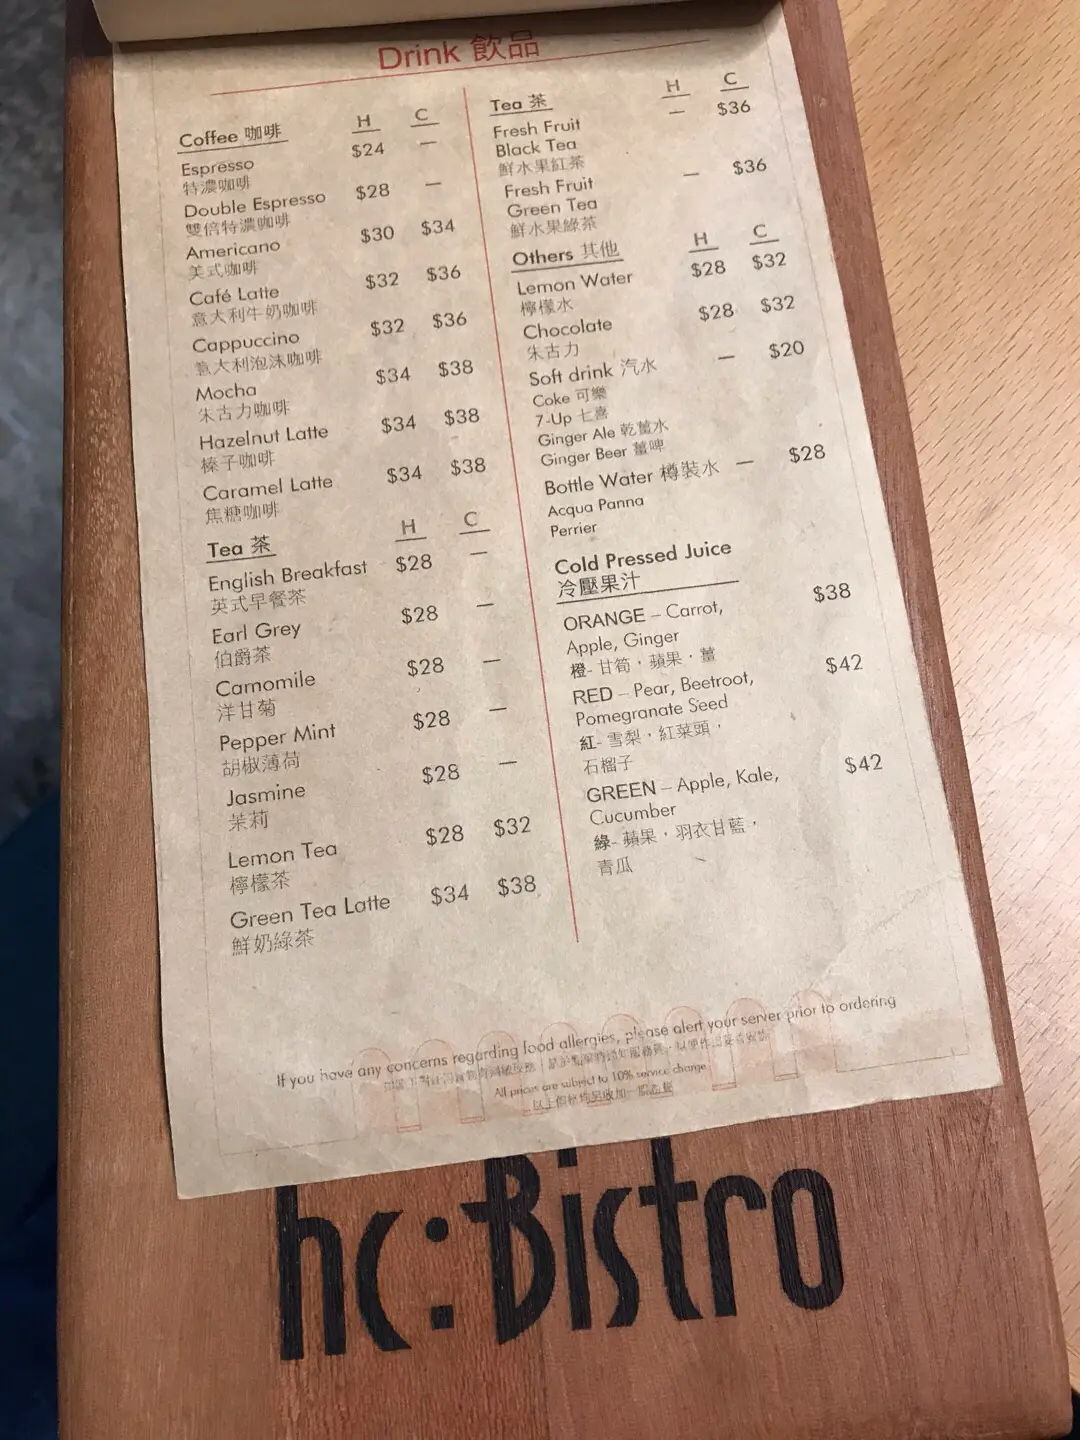 Drink 飲品
Coffee 咖啡 H C
Espresso $24 —
特濃咖啡
Double Espresso $28 —
雙倍特濃咖啡
Americano $30 $34
美式咖啡
Café Latte $32 $36
意大利牛奶咖啡
Cappuccino $32 $36
意大利泡沫咖啡
Mocha $34 $38
朱古力咖啡
Hazelnut Latte $34 $38
榛子咖啡
Caramel Latte $34 $38
焦糖咖啡
Tea 茶 H C
English Breakfast $28 —
英式早餐茶
Earl Grey $28 —
伯爵茶
Camomile $28 —
洋甘菊
Pepper Mint $28 —
胡椒薄荷
Jasmine $28 —
茉莉
Lemon Tea $28 $32
檸檬茶
Green Tea Latte $34 $38
鮮奶綠茶
Tea 茶 H C
Fresh Fruit — $36
Black Tea
鮮水果紅茶
Fresh Fruit — $36
Green Tea
鮮水果綠茶
Others 其他 H C
Lemon Water $28 $32
檸檬水
Chocolate $28 $32
朱古力
Soft drink 汽水 — $20
Coke 可樂
7-Up 七喜
Ginger Ale 乾薑水
Ginger Beer 薑啤
Bottle Water 樽裝水 — $28
Acqua Panna
Perrier
Cold Pressed Juice
冷壓果汁
ORANGE – Carrot, $38
Apple, Ginger
橙- 甘筍，蘋果，薑
RED – Pear, Beetroot, $42
Pomegranate Seed
紅- 雪梨，紅菜頭，
石榴子
GREEN – Apple, Kale, $42
Cucumber
綠- 蘋果，羽衣甘藍，
青瓜
If you have any concerns regarding food allergies, please alert your server prior to ordering
All prices are subject to 10% service charge
以上價格均另收加一服務費
hc:Bistro